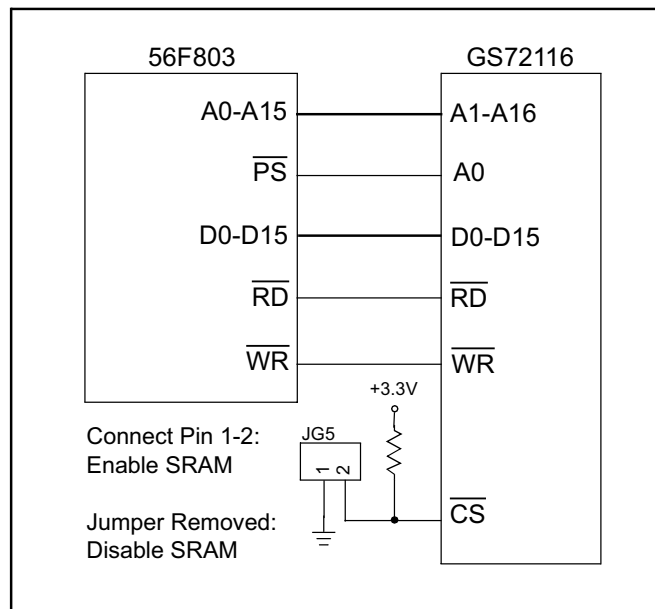 56F803 GS72116
A0-A15 A1-A16
PS A0
D0-D15 D0-D15
RD RD
WR WR
+3.3V
Connect Pin 1-2: JG5
Enable SRAM 1 2
CS
Jumper Removed:
Disable SRAM